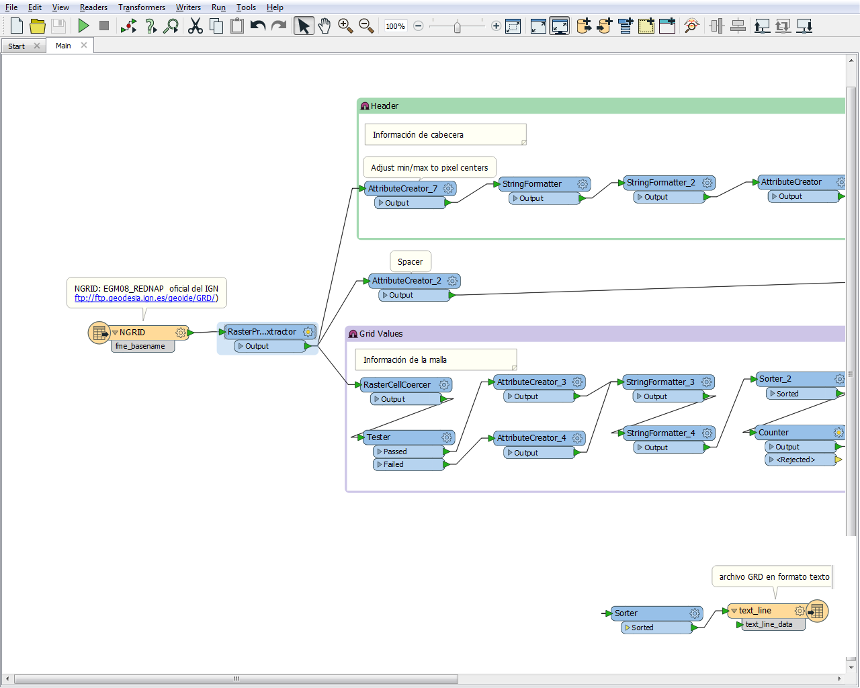 File Edit View Readers Transformers Writers Run Tools Help
100%
Start Main
Header
Información de cabecera
Adjust min/max to pixel centers
AttributeCreator_7 StringFormatter StringFormatter_2 AttributeCreator
Output Output Output Output
Spacer
AttributeCreator_2
Output
NGRID: EGM08_REDNAP oficial del IGN
ftp://ftp.geodesia.ign.es/geoide/GRD/)
NGRID
fme_basename
RasterPr...xtractor
Output
Grid Values
Información de la malla
RasterCellCoercer AttributeCreator_3 StringFormatter_3 Sorter_2
Output Output Output Sorted
Tester AttributeCreator_4 StringFormatter_4 Counter
Passed Output Output Output
Failed <Rejected>
archivo GRD en formato texto
Sorter text_line
Sorted text_line_data